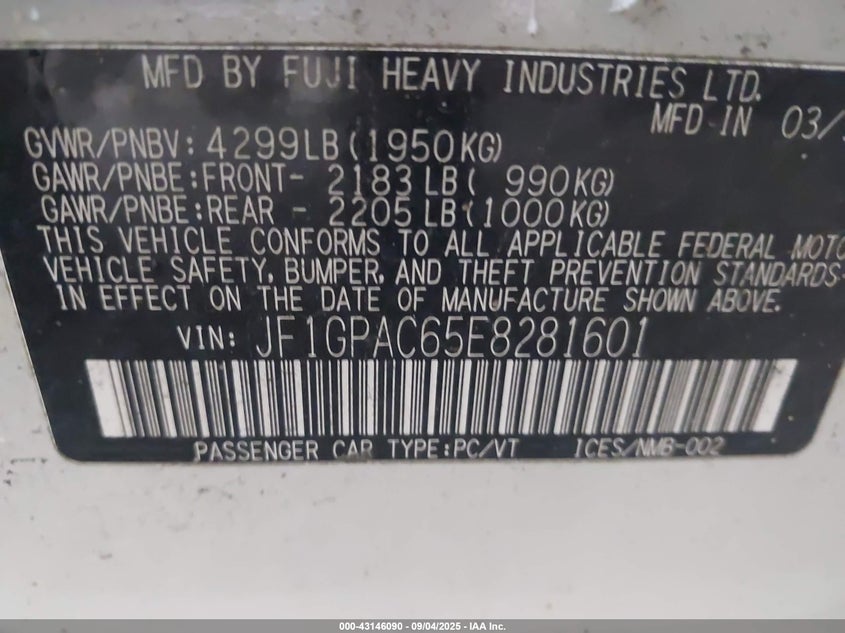 MFD BY FUJI HEAVY INDUSTRIES LTD.
MFD IN 03/
GVWR/PNBV: 4299LB(1950KG)
GAWR/PNBE:FRONT- 2183LB( 990KG)
GAWR/PNBE:REAR - 2205LB(1000KG)
THIS VEHICLE CONFORMS TO ALL APPLICABLE FEDERAL MOTO
VEHICLE SAFETY, BUMPER, AND THEFT PREVENTION STANDARDS
IN EFFECT ON THE DATE OF MANUFACTURE SHOWN ABOVE.
VIN: JF1GPAC65E8281601
PASSENGER CAR TYPE:PC/VT ICES/NMB-002
000-43146090 - 09/04/2025 - IAA Inc.